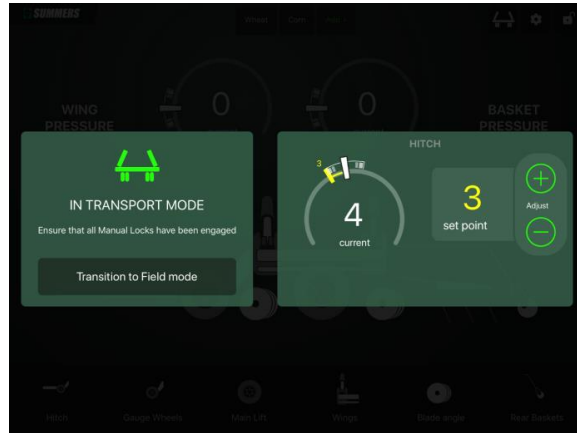 SUMMERS
Wheel Cam Pair
WING
PRESSURE
0
0
BASKET
PRESSURE
IN TRANSPORT MODE
Ensure that all Manual Locks have been engaged
Transition to Field mode
HITCH
3
4
current
3
set point
Adjust
Hitch
Gauge Wheels
Main Lift
Wings
Blade angle
Rear Baskets